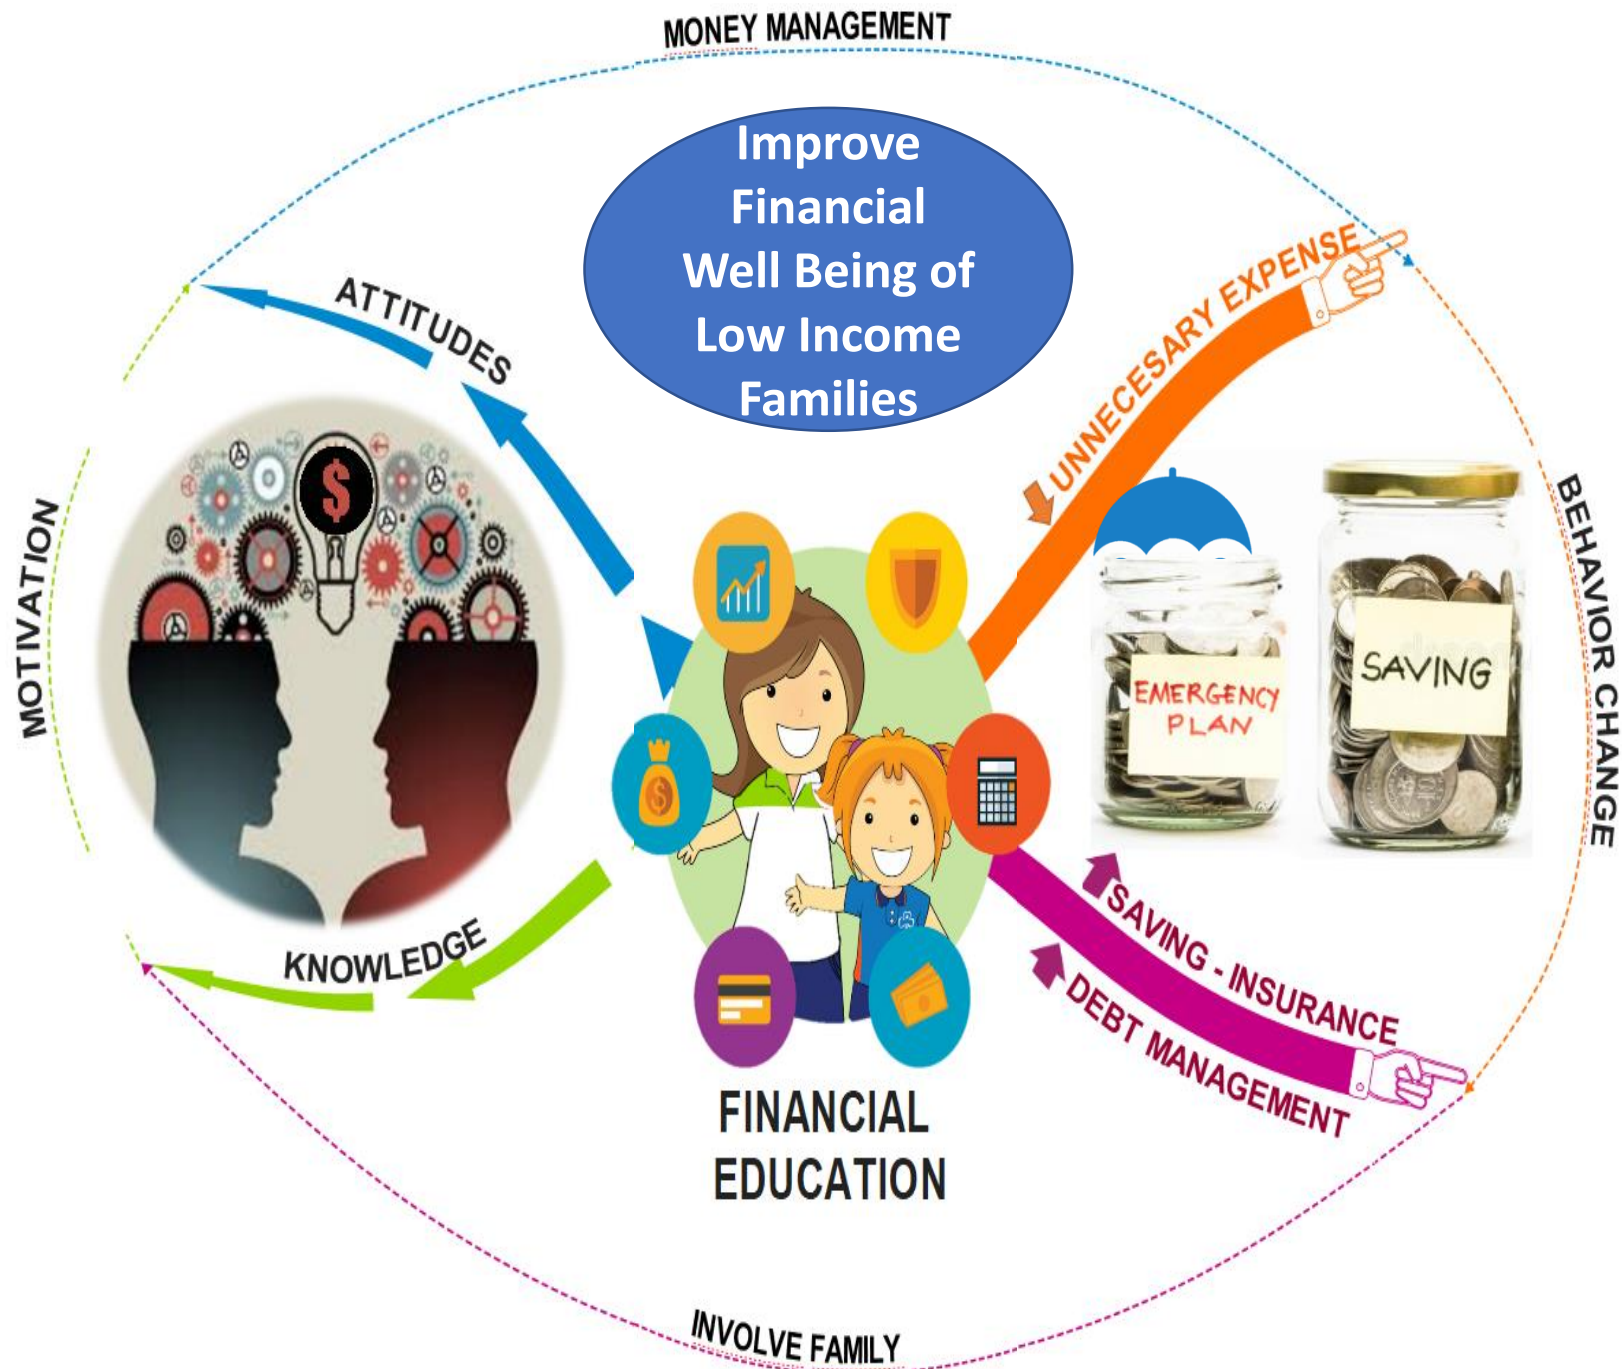 MONEY MANAGEMENT
Improve
Financial
Well Being of
Low Income
Families
ATTITUDES
UNNECESARY EXPENSE
MOTIVATION
$
BEHAVIOR CHANGE
EMERGENCY
PLAN
SAVING
$
KNOWLEDGE
SAVING - INSURANCE
DEBT MANAGEMENT
FINANCIAL
EDUCATION
INVOLVE FAMILY